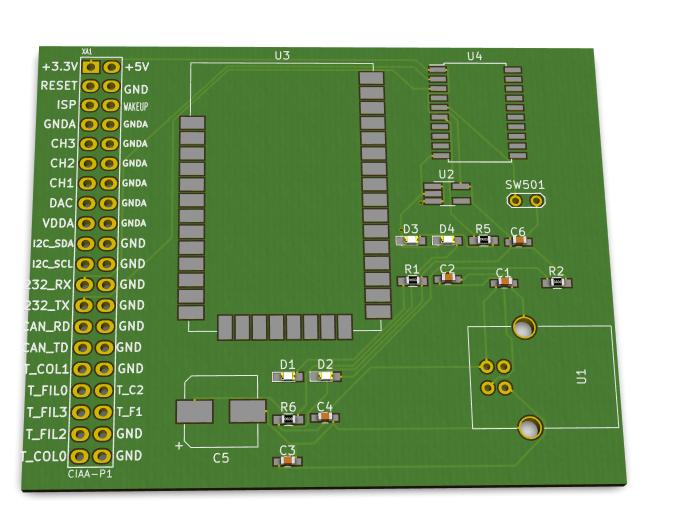 XA1
+3.3V +5V
RESET GND
ISP WAKEUP
GNDA GNDA
CH3 GNDA
CH2 GNDA
CH1 GNDA
DAC GNDA
VDDA GNDA
I2C_SDA GND
I2C_SCL GND
232_RX GND
232_TX GND
CAN_RD GND
CAN_TD GND
T_COL1 GND
T_FIL0 T_C2
T_FIL3 T_F1
T_FIL2 GND
T_COL0 GND
CIAA-P1
U3
U4
U2
SW501
D3 D4 R5 C6
R1 C2 C1 R2
U1
D1 D2
R6 C4
+
C5
C3